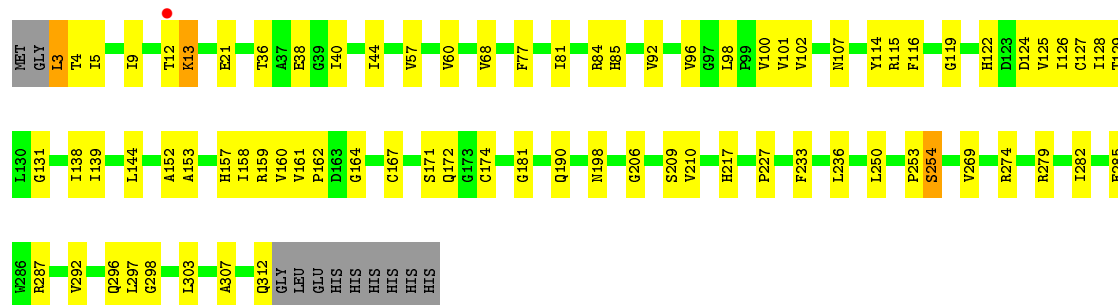 MET GLY L3 T4 I5 I9 T12 K13 E21 T36 A37 E38 G39 I40 I44 V57 V60 V68 F77 I81 R84 H85 V92 V96 G97 L98 P99 V100 V101 V102 N107 Y114 R115 F116 G119 H122 D123 D124 V125 I126 C127 I128 T129
L130 G131 I138 I139 L144 A152 A153 H157 I158 R159 V160 V161 P162 D163 G164 C167 S171 Q172 G173 C174 G181 Q190 N198 G206 S209 V210 H217 P227 F233 L236 L250 P253 S254 V269 R274 R279 I282 E285
W286 R287 V292 Q296 L297 G298 L303 A307 Q312 GLY LEU GLU HIS HIS HIS HIS HIS HIS